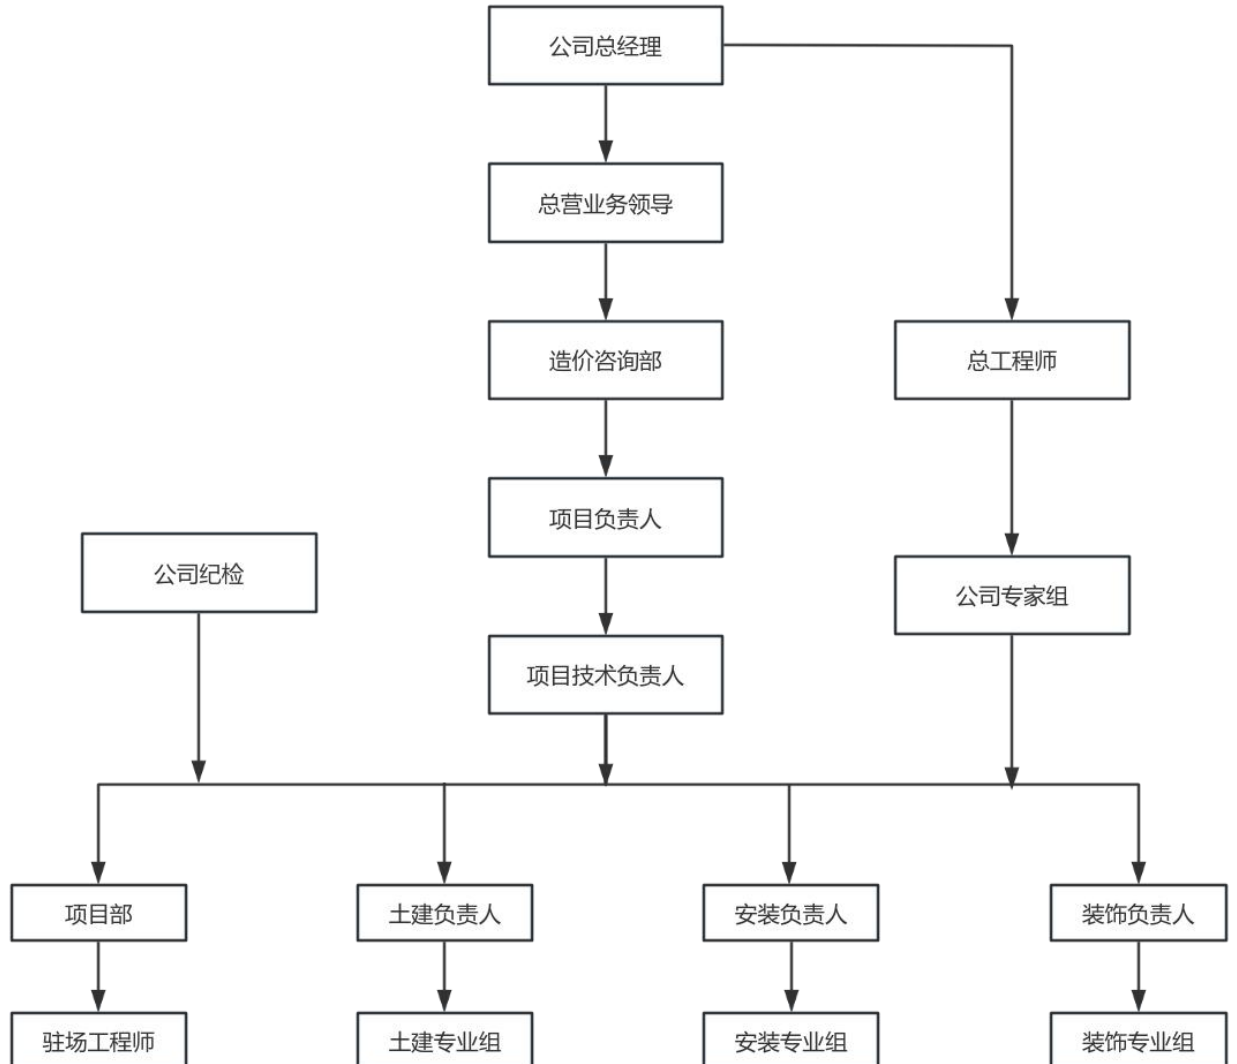 公司总经理
总营业务领导
造价咨询部
总工程师
项目负责人
公司纪检
公司专家组
项目技术负责人
项目部
土建负责人
安装负责人
装饰负责人
驻场工程师
土建专业组
安装专业组
装饰专业组